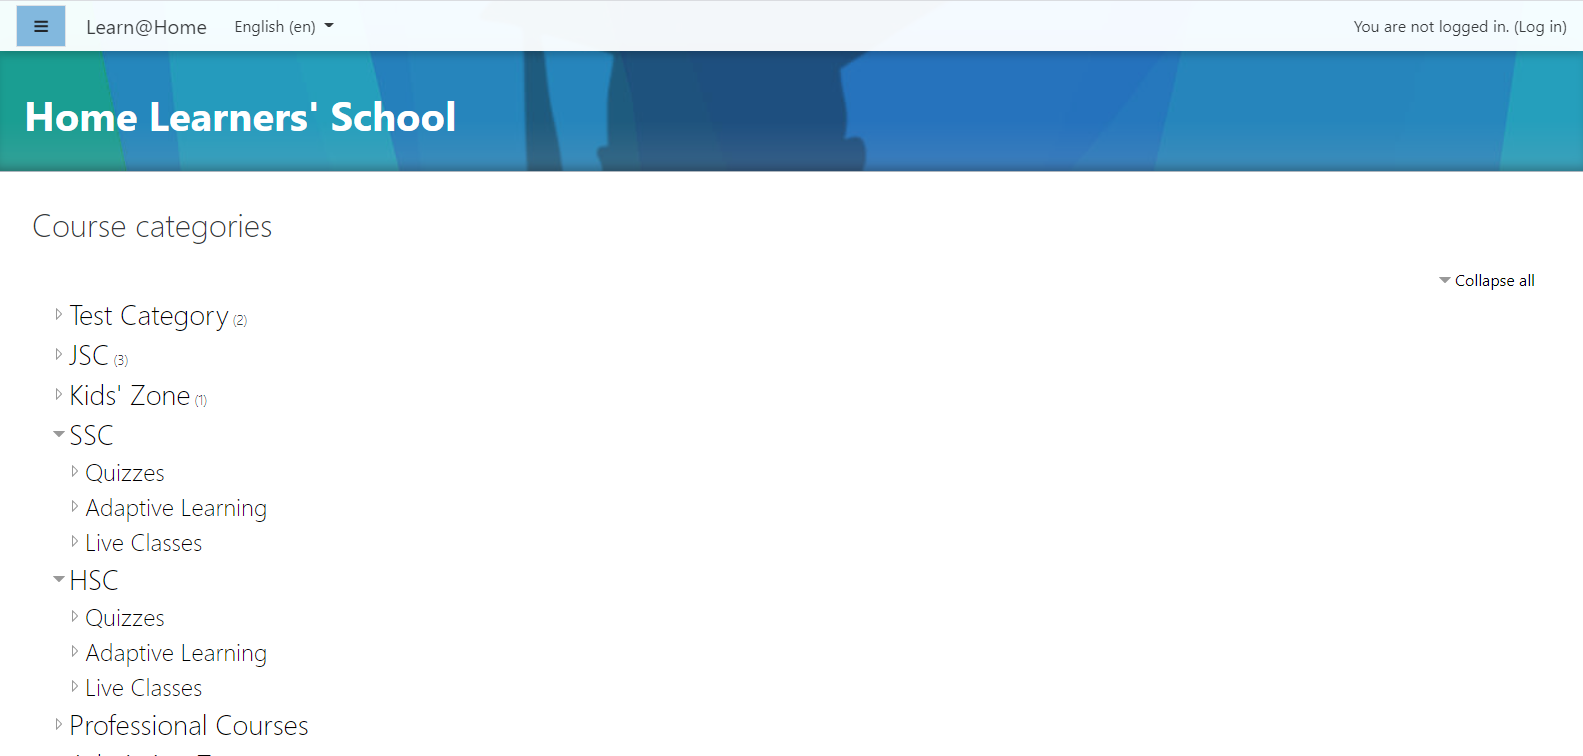 Learn@Home English (en) You are not logged in. (Log in)
Home Learners' School
Course categories
Collapse all
Test Category (2)
JSC (3)
Kids' Zone (1)
SSC
Quizzes
Adaptive Learning
Live Classes
HSC
Quizzes
Adaptive Learning
Live Classes
Professional Courses